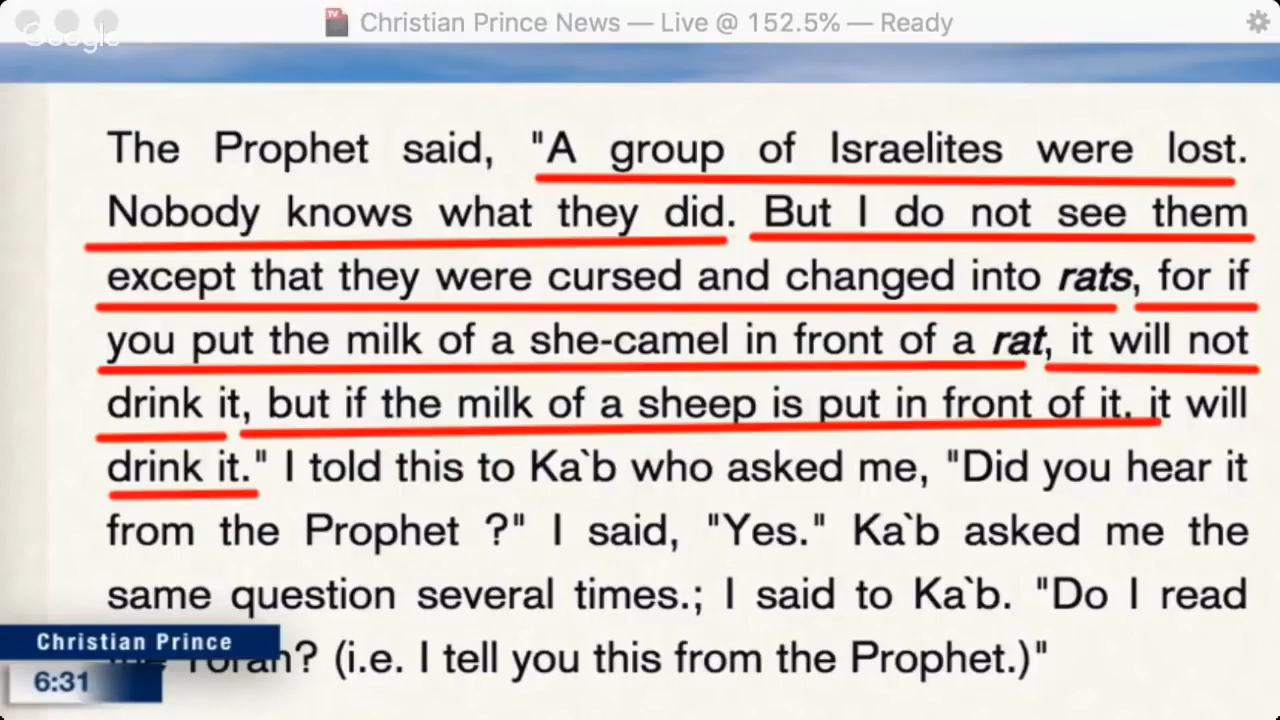 Christian Prince News — Live @ 152.5% — Ready
Google
The Prophet said, "A group of Israelites were lost.
Nobody knows what they did. But I do not see them
except that they were cursed and changed into rats, for if
you put the milk of a she-camel in front of a rat, it will not
drink it, but if the milk of a sheep is put in front of it. it will
drink it." I told this to Ka`b who asked me, "Did you hear it
from the Prophet ?" I said, "Yes." Ka`b asked me the
same question several times.; I said to Ka`b. "Do I read
the Torah? (i.e. I tell you this from the Prophet.)"
Christian Prince
6:31